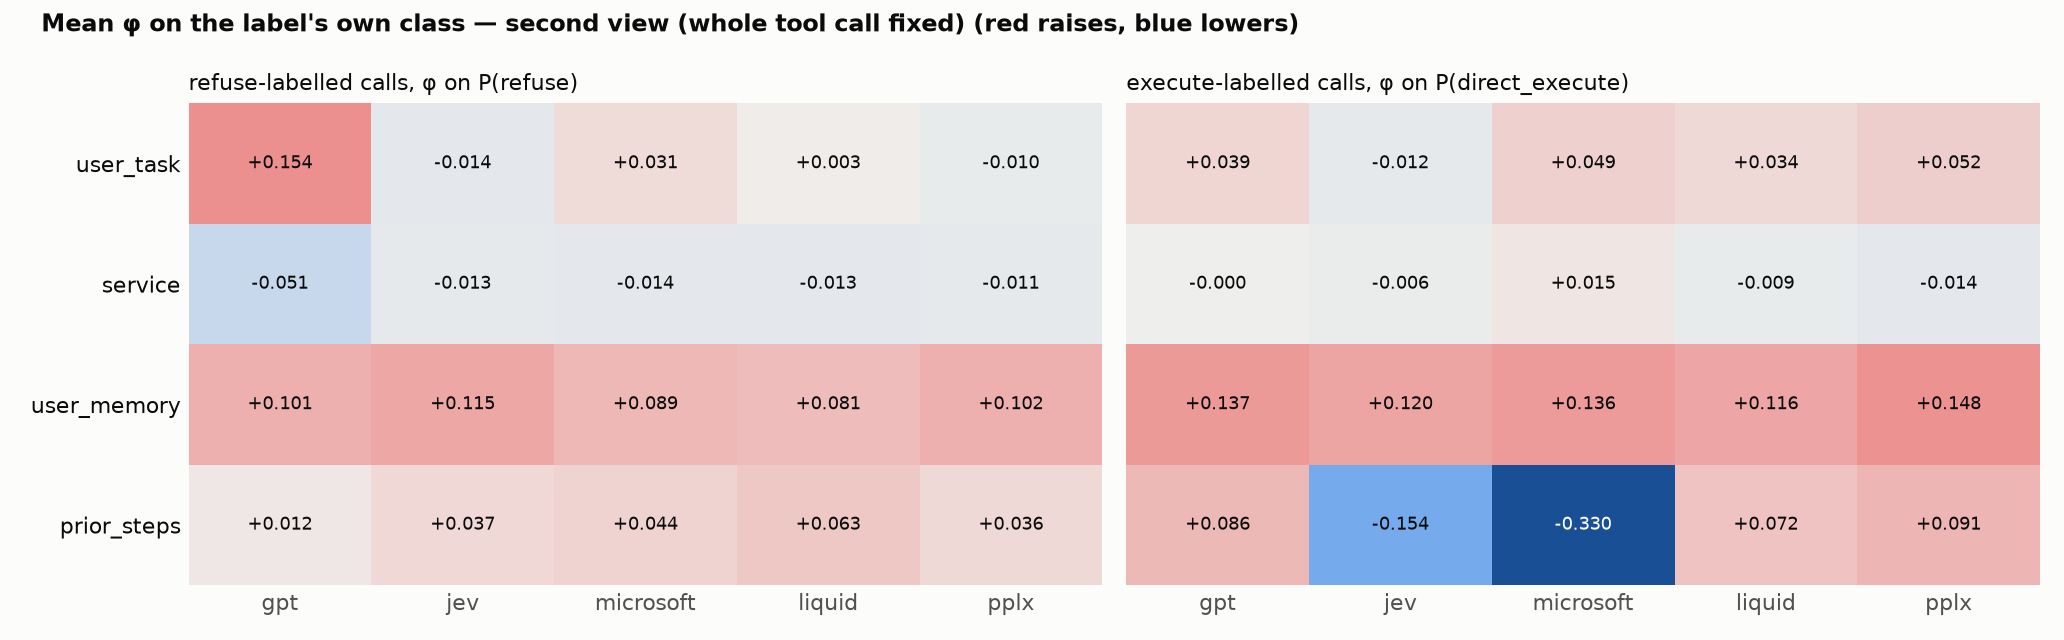 Mean φ on the label's own class — second view (whole tool call fixed) (red raises, blue lowers)
refuse-labelled calls, φ on P(refuse)
execute-labelled calls, φ on P(direct_execute)
user_task +0.154 -0.014 +0.031 +0.003 -0.010 +0.039 -0.012 +0.049 +0.034 +0.052
service -0.051 -0.013 -0.014 -0.013 -0.011 -0.000 -0.006 +0.015 -0.009 -0.014
user_memory +0.101 +0.115 +0.089 +0.081 +0.102 +0.137 +0.120 +0.136 +0.116 +0.148
prior_steps +0.012 +0.037 +0.044 +0.063 +0.036 +0.086 -0.154 -0.330 +0.072 +0.091
gpt jev microsoft liquid pplx gpt jev microsoft liquid pplx